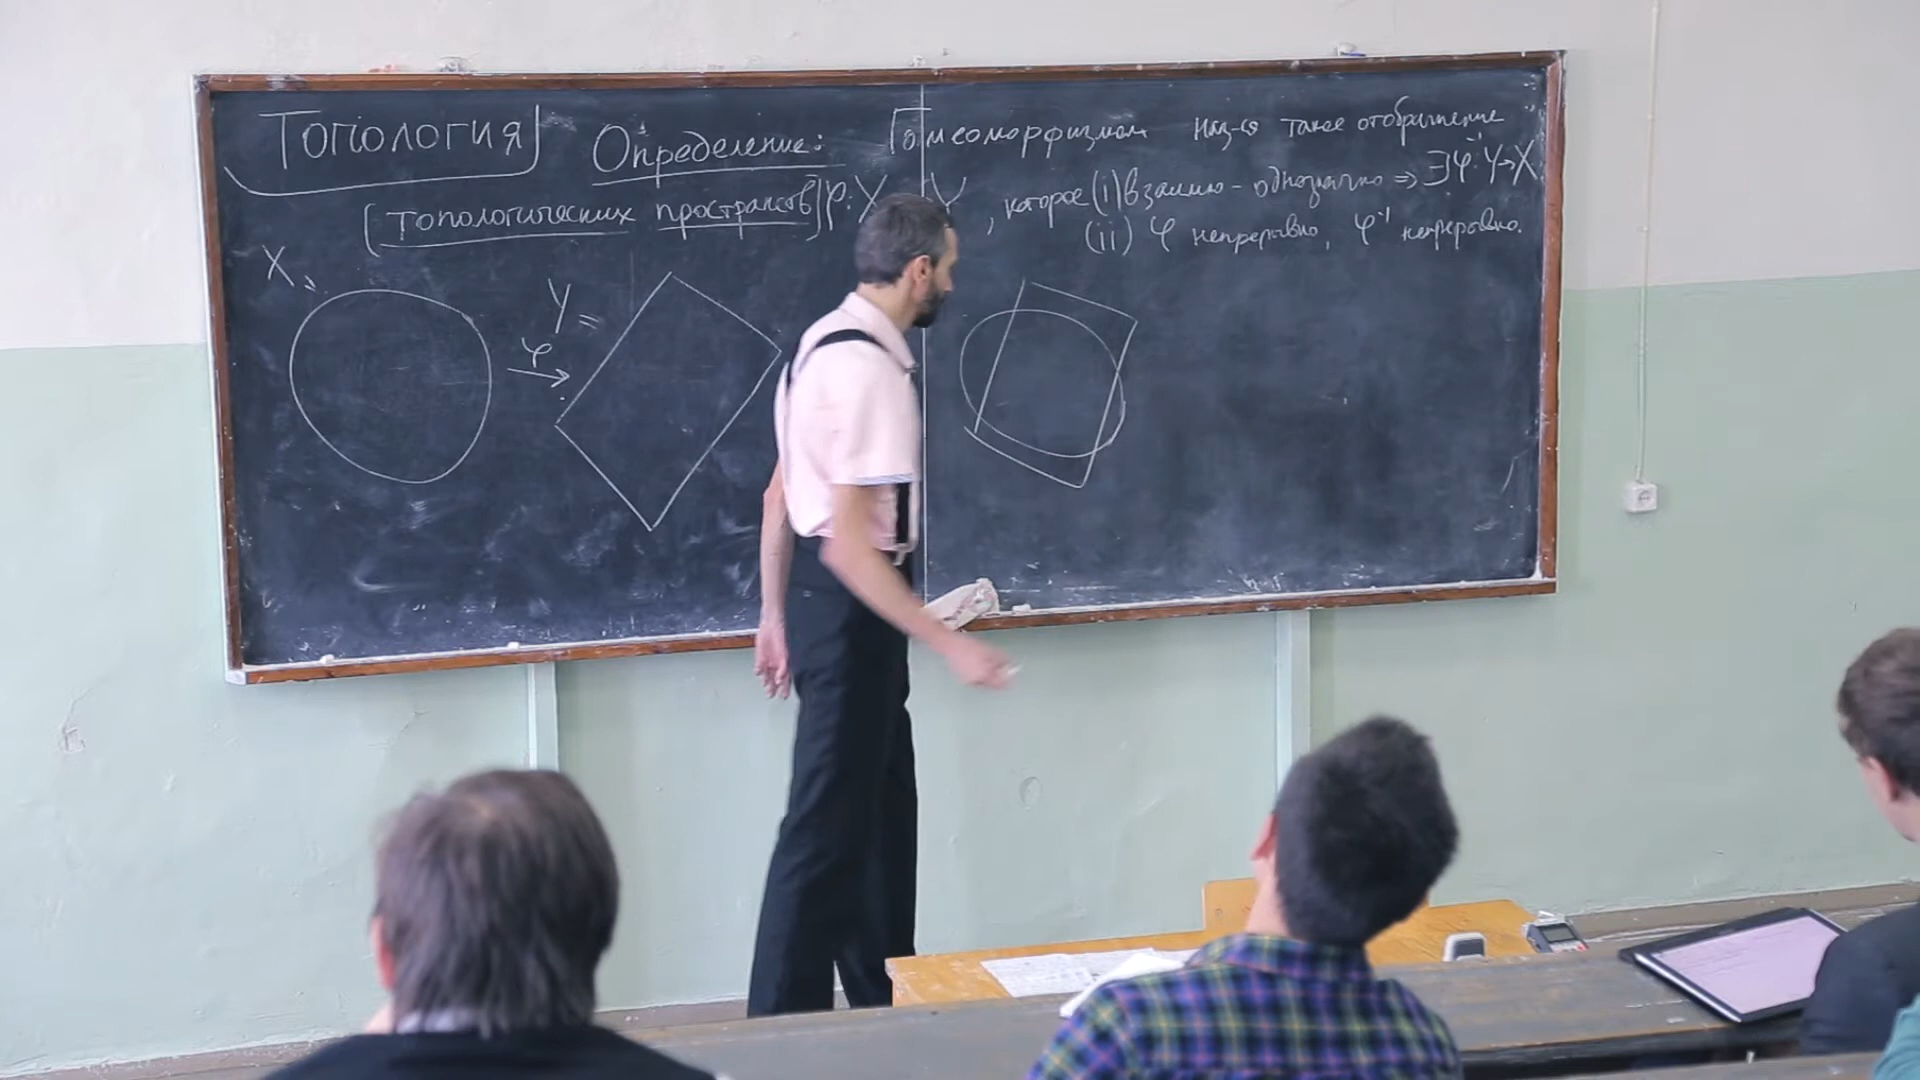 Топология
Определение: Гомеоморфизмом наз-ся такое отображение
[топологических пространств] φ: X Y, которое (i) взаимно-однозначно ⇒ ∃φ⁻¹: Y→X
(ii) φ непрерывно, φ⁻¹ непрерывно.
X =
Y =
φ